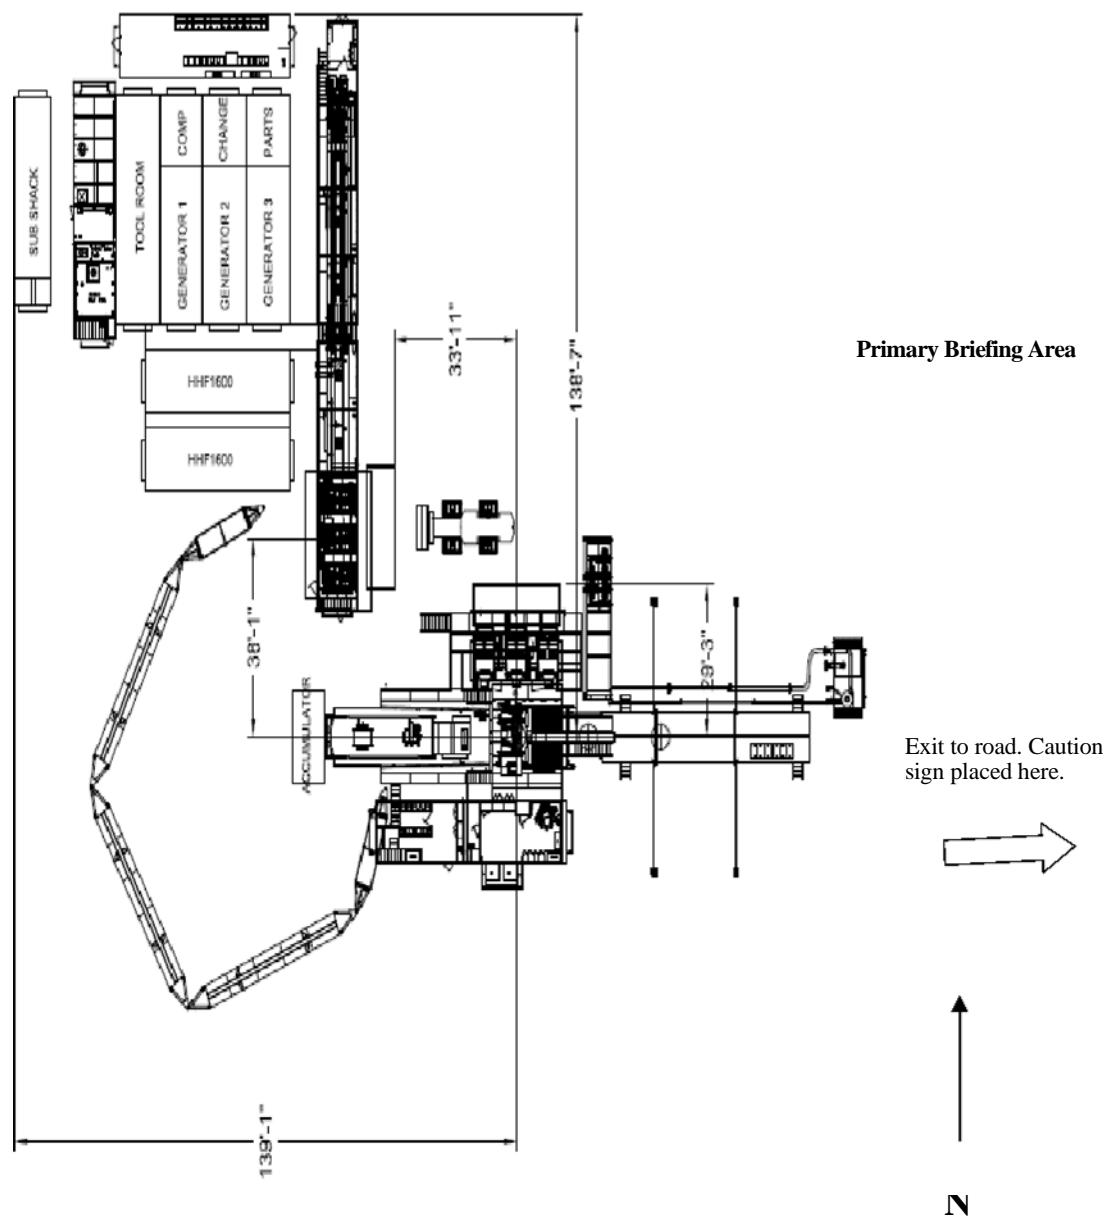 SUB SHACK
TOOL ROOM
COMP
GENERATOR 1
CHANGE
GENERATOR 2
PARTS
GENERATOR 3
HHF1600
HHF1600
33'-11"
138'-7"
Primary Briefing Area
38'-1"
29'-3"
ACCUMULATOR
Exit to road. Caution
sign placed here.
139'-1"
N